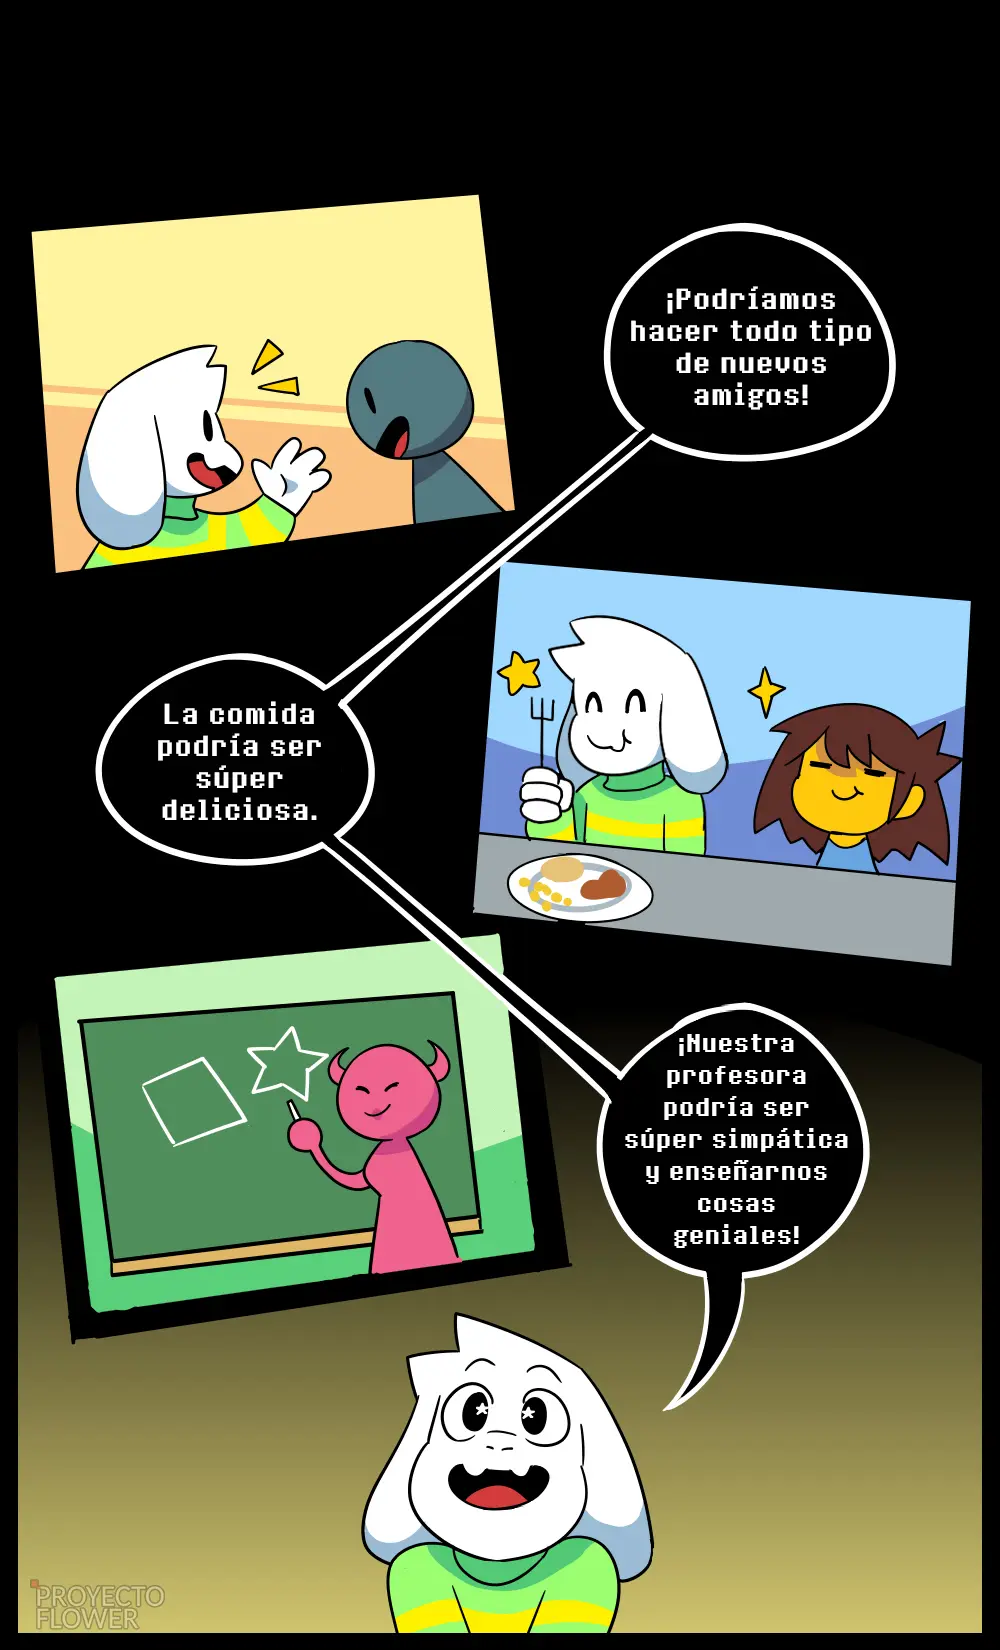 ¡Podríamos
hacer todo tipo
de nuevos
amigos!
La comida
podría ser
súper
deliciosa.
¡Nuestra
profesora
podría ser
súper simpática
y enseñarnos
cosas
geniales!
PROYECTO
FLOWER